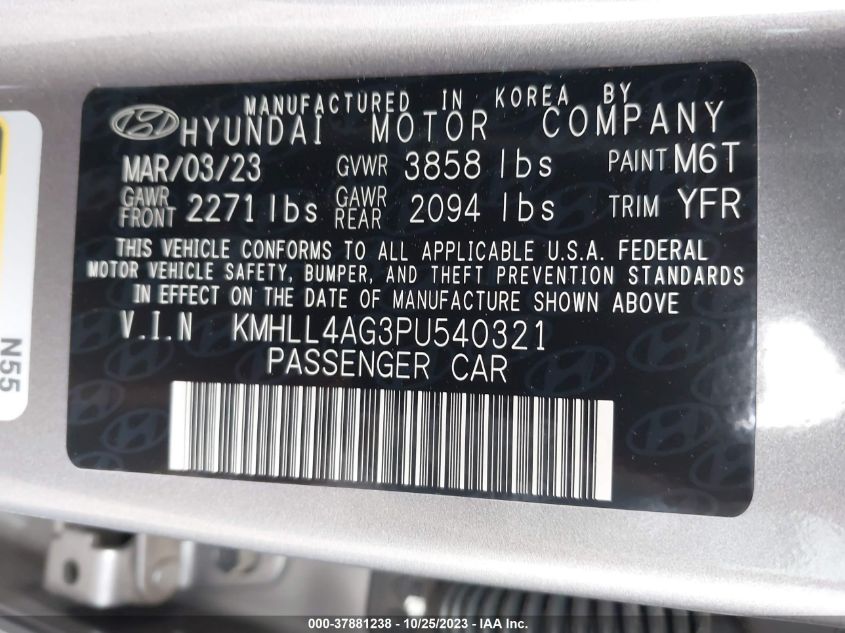 MANUFACTURED IN KOREA BY
HYUNDAI MOTOR COMPANY
MAR/03/23 GVWR 3858 lbs PAINT M6T
GAWR FRONT 2271 lbs GAWR REAR 2094 lbs TRIM YFR
THIS VEHICLE CONFORMS TO ALL APPLICABLE U.S.A. FEDERAL
MOTOR VEHICLE SAFETY, BUMPER, AND THEFT PREVENTION STANDARDS
IN EFFECT ON THE DATE OF MANUFACTURE SHOWN ABOVE
V.I.N KMHLL4AG3PU540321
PASSENGER CAR
N55
000-37881238 - 10/25/2023 - IAA Inc.